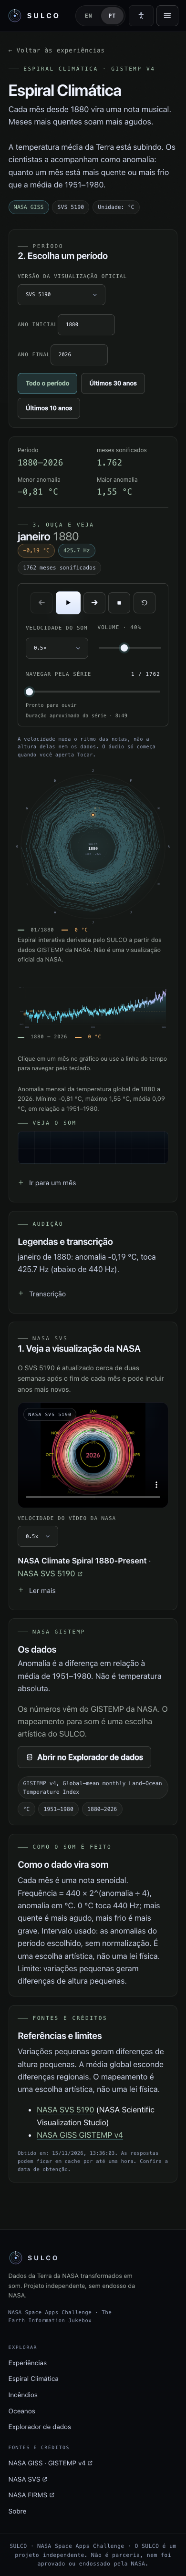 SULCO
EN PT
← Voltar às experiências
ESPIRAL CLIMÁTICA · GISTEMP V4
Espiral Climática
Cada mês desde 1880 vira uma nota musical.
Meses mais quentes soam mais agudos.
A temperatura média da Terra está subindo. O
som e os
NASA GISS SVS 5190 Unidade: °C
PERÍODO
2. Escolha um período
VERSÃO DA VISUALIZAÇÃO OFICIAL
SVS 5190
ANO INICIAL 1880
ANO FINAL 2026
Todo o período Últimos 30 anos
Últimos 10 anos
Período meses sonificados
1880–2026 1.762
Menor anomalia Maior anomalia
−0,81 °C 1,55 °C
3. OUÇA E VEJA
janeiro 1880
−0,19 °C 425.7 Hz
1762 meses sonificados
VELOCIDADE DO SOM VOLUME · 40%
0.5×
NAVEGAR PELA SÉRIE 1 / 1762
Pronto para ouvir
Duração aproximada da série · 8:49
A velocidade muda o ritmo das notas, não a
altura delas nem os dados. O áudio só começa
quando você aperta Tocar.
1880
01/1880 0 °C
Espiral interativa derivada pelo SULCO a partir dos
dados GISTEMP da NASA. Não é uma visualização
oficial da NASA.
1880 – 2026 0 °C
Clique em um mês no gráfico ou use a linha do tempo
para navegar pelo teclado.
Anomalia mensal da temperatura global de 1880 a
2026. Mínimo -0,81 °C, máximo 1,55 °C, média 0,09
°C, em relação a 1951–1980.
VEJA O SOM
Ir para um mês
AUDIÇÃO
Legendas e transcrição
janeiro de 1880: anomalia -0,19 °C, toca
425.7 Hz (abaixo de 440 Hz).
Transcrição
NASA SVS
1. Veja a visualização da NASA
O SVS 5190 é atualizado cerca de duas
semanas após o fim de cada mês e pode incluir
anos mais novos.
NASA SVS 5190
2026
VELOCIDADE DO VÍDEO DA NASA
0.5x
NASA Climate Spiral 1880-Present ·
NASA SVS 5190
Ler mais
NASA GISTEMP
Os dados
Anomalia é a diferença em relação à
média de 1951–1980. Não é temperatura
absoluta.
Os números vêm do GISTEMP da NASA. O
mapeamento para som é uma escolha
artística do SULCO.
Abrir no Explorador de dados
GISTEMP v4, Global-mean monthly Land-Ocean
Temperature Index
°C 1951–1980 1880–2026
COMO O SOM É FEITO
Como o dado vira som
Cada mês é uma nota senoidal.
Frequência = 440 × 2^(anomalia ÷ 4),
anomalia em °C. 0 °C toca 440 Hz; mais
quente é mais agudo, mais frio é mais
grave. Intervalo usado: as anomalias do
período escolhido, sem normalização. É
uma escolha artística, não uma lei física.
Limite: variações pequenas geram
diferenças de altura pequenas.
FONTES E CRÉDITOS
Referências e limites
Variações pequenas geram diferenças de
altura pequenas. A média global esconde
diferenças regionais. O mapeamento é
uma escolha artística, não uma lei física.
NASA SVS 5190 (NASA Scientific
Visualization Studio)
NASA GISS GISTEMP v4
Obtido em: 15/11/2026, 13:36:03. As respostas
podem ficar em cache por até uma hora. Confira a
data de obtenção.
SULCO
Dados da Terra da NASA transformados em
som. Projeto independente, sem endosso da
NASA.
NASA Space Apps Challenge · The
Earth Information Jukebox
EXPLORAR
Experiências
Espiral Climática
Incêndios
Oceanos
Explorador de dados
FONTES E CRÉDITOS
NASA GISS · GISTEMP v4
NASA SVS
NASA FIRMS
Sobre
SULCO · NASA Space Apps Challenge · O SULCO é um
projeto independente. Não é parceria, nem foi
aprovado ou endossado pela NASA.